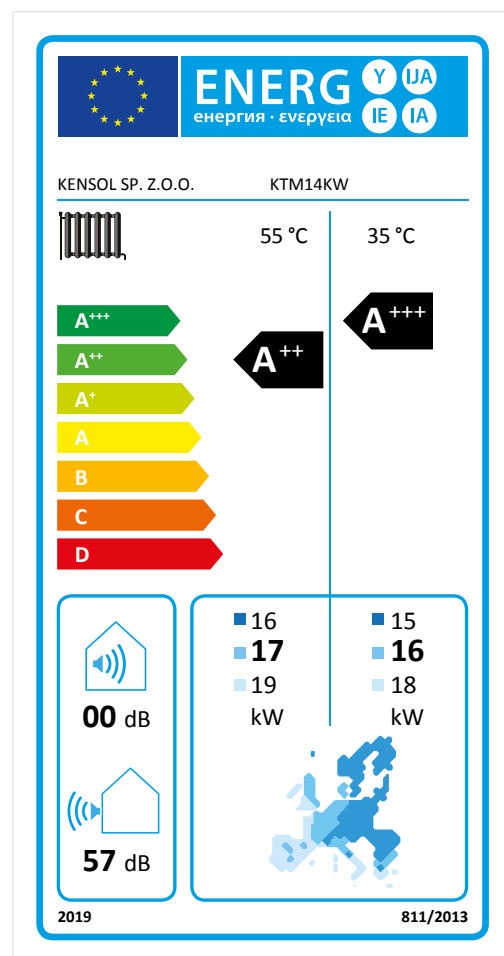 ENERG Y IJA
енергия · ενεργεια IE IA
KENSOL SP. Z.O.O. KTM14KW
55 °C 35 °C
A+++
A++
A+++
A++
A+
A
B
C
D
16 15
17 16
19 18
kW kW
00 dB
57 dB
2019 811/2013